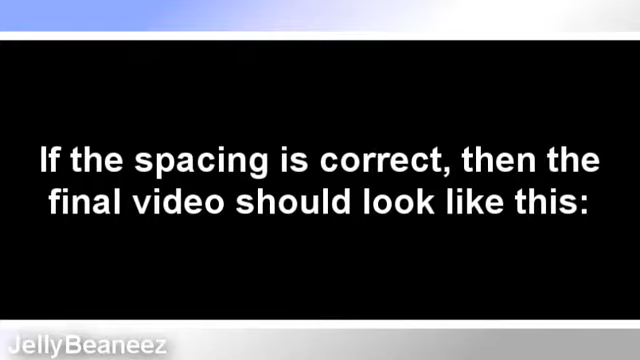 If the spacing is correct, then the
final video should look like this:
JellyBeaneez